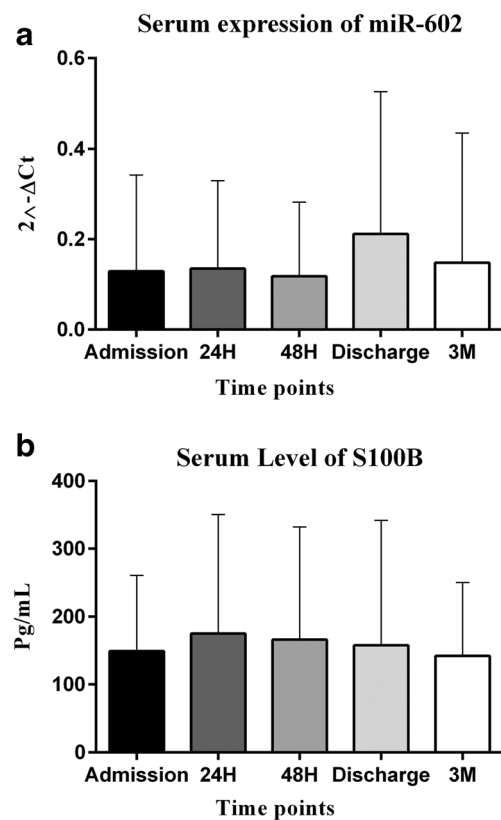 a
Serum expression of miR-602
2^-ΔCt
0.6
0.4
0.2
0.0
Admission 24H 48H Discharge 3M
Time points
b
Serum Level of S100B
Pg/mL
400
300
200
100
0
Admission 24H 48H Discharge 3M
Time points